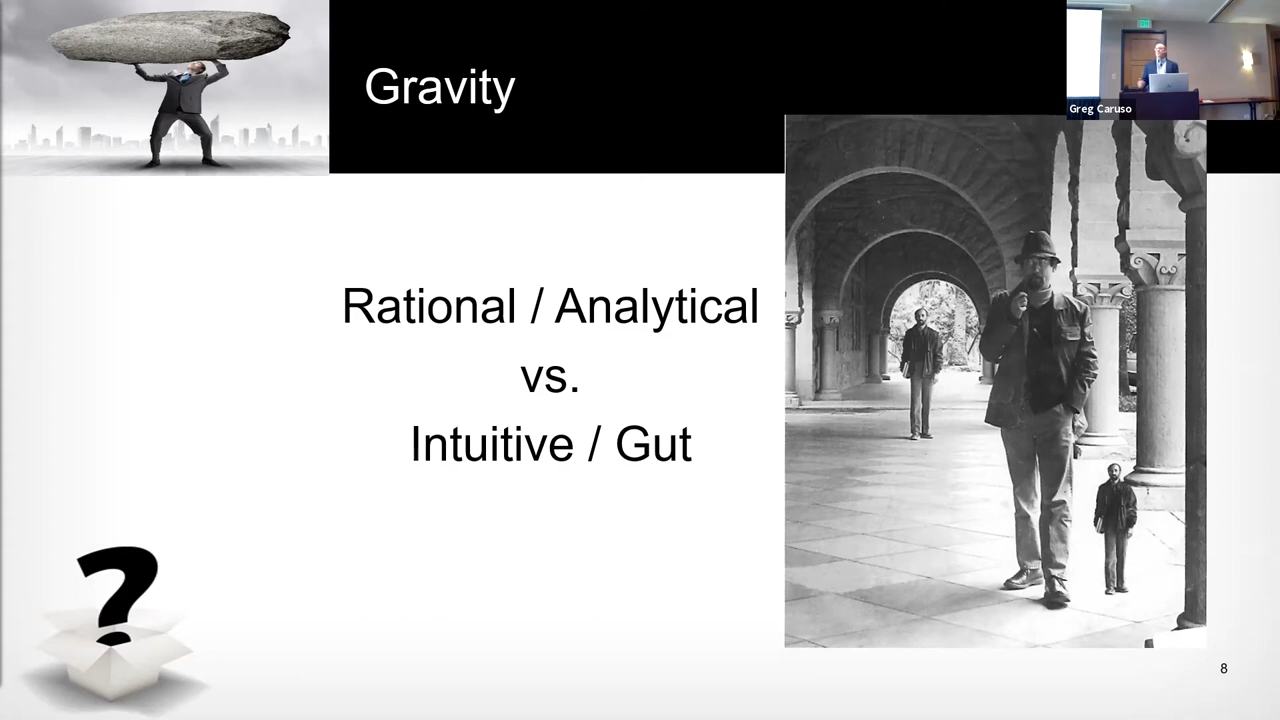 Gravity
Greg Caruso
Rational / Analytical
vs.
Intuitive / Gut
?
8